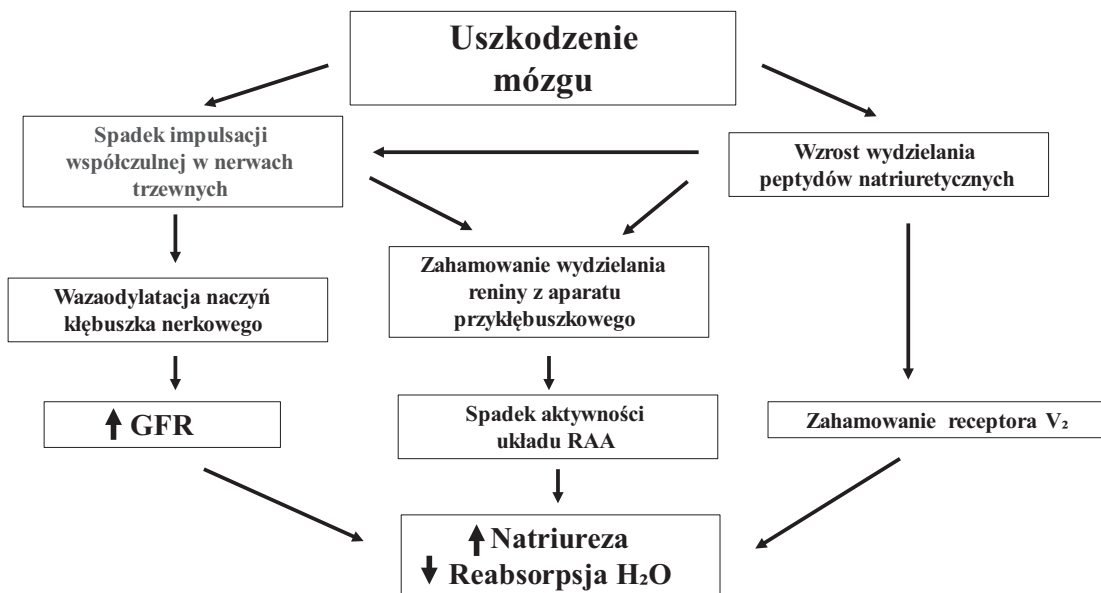 Uszkodzenie
mózgu
Spadek impulsacji
współczulnej w nerwach
trzewnych
Wzrost wydzielania
peptydów natriuretycznych
Wazaodylatacja naczyń
kłębuszka nerkowego
Zahamowanie wydzielania
reniny z aparatu
przykłębuszkowego
GFR
Spadek aktywności
układu RAA
Zahamowanie receptora V₂
Natriureza
Reabsorpsja H₂O